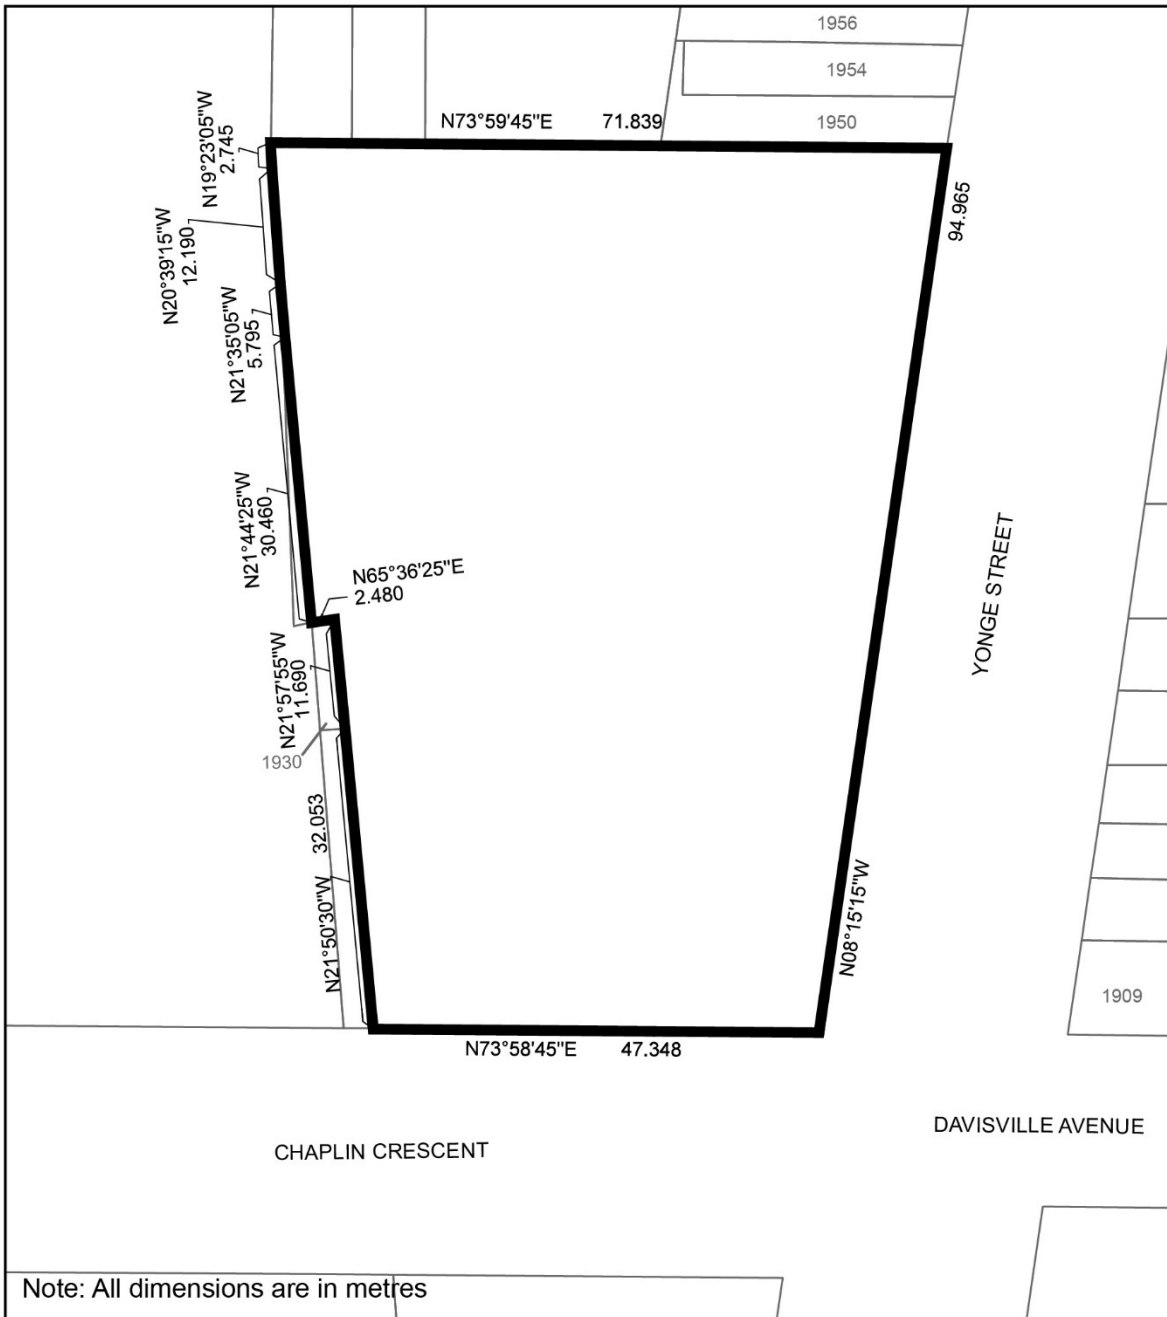 1956
1954
1950
N73°59'45"E 71.839
N19°23'05"W
2.745
94.965
N20°39'15"W
12.190
N21°35'05"W
5.795
N21°44'25"W
30.460
YONGE STREET
N65°36'25"E
2.480
N21°57'55"W
11.690
1930
32.053
N21°50'30"W
N08°15'15"W
1909
N73°58'45"E 47.348
DAVISVILLE AVENUE
CHAPLIN CRESCENT
Note: All dimensions are in metres